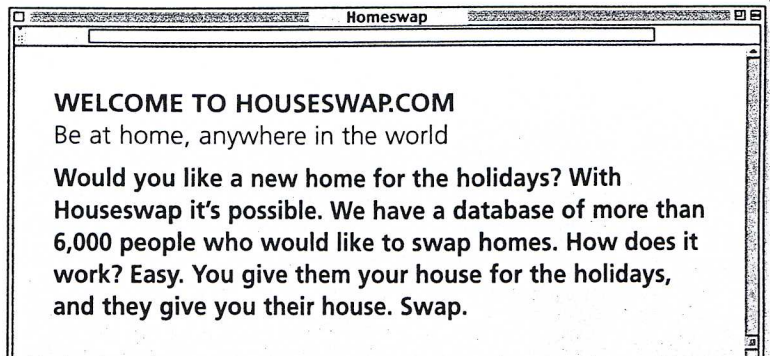 Homeswap
WELCOME TO HOUSESWAP.COM
Be at home, anywhere in the world
Would you like a new home for the holidays? With
Houseswap it's possible. We have a database of more than
6,000 people who would like to swap homes. How does it
work? Easy. You give them your house for the holidays,
and they give you their house. Swap.